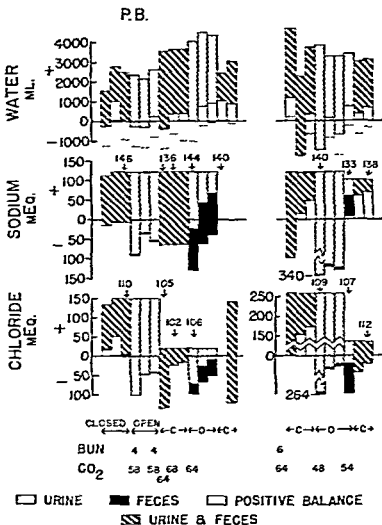 P.B.
WATER
ML.
+
4000
3000
2000
1000
0
-1000
146 136 144 140
140 133 138
SODIUM
MEQ.
+
-
150
100
50
0
50
100
340
110 105
102 106
109 107
112
CHLORIDE
MEQ.
+
-
150
100
50
0
50
100
250
200
150
100
50
0
264
CLOSED OPEN C O C
C O C
BUN 4 4 6
CO2 58 58 68 64 64 48 54
64
URINE FECES POSITIVE BALANCE
URINE & FECES